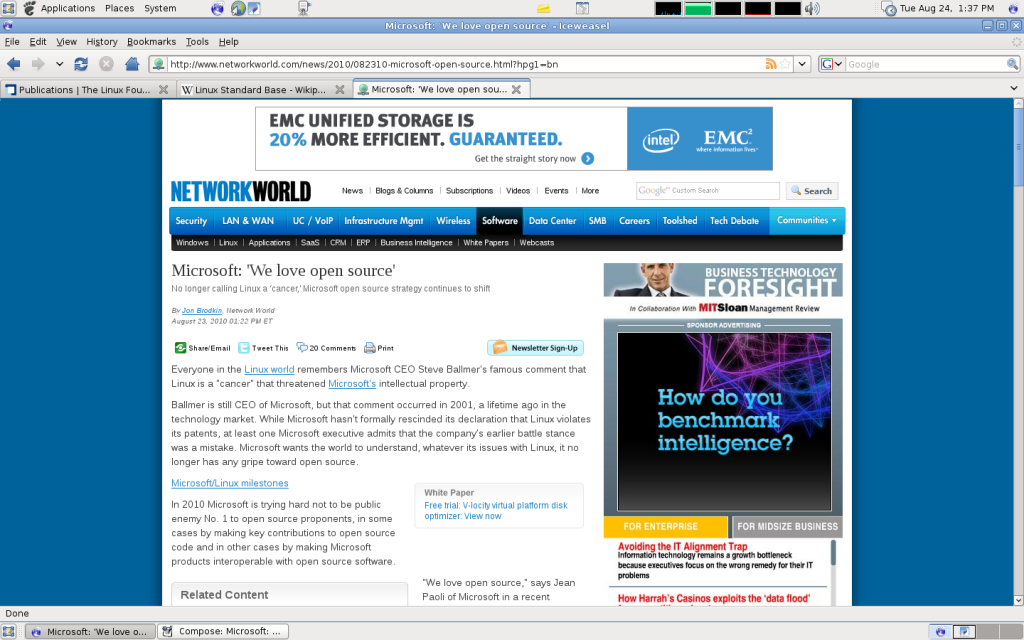 Applications Places System
Tue Aug 24, 1:37 PM
Microsoft: 'We love open source' - Iceweasel
File Edit View History Bookmarks Tools Help
http://www.networkworld.com/news/2010/082310-microsoft-open-source.html?hpg1=bn
Google
Publications | The Linux Fou...
Linux Standard Base - Wikip...
Microsoft: 'We love open sou...
EMC UNIFIED STORAGE IS
20% MORE EFFICIENT. GUARANTEED.
Get the straight story now
intel
EMC²
where information lives®
NETWORKWORLD
News | Blogs & Columns | Subscriptions | Videos | Events | More
Google™ Custom Search
Search
Security LAN & WAN UC / VoIP Infrastructure Mgmt Wireless Software Data Center SMB Careers Toolshed Tech Debate Communities
Windows | Linux | Applications | SaaS | CRM | ERP | Business Intelligence | White Papers | Webcasts
Microsoft: 'We love open source'
No longer calling Linux a 'cancer,' Microsoft open source strategy continues to shift
By Jon Brodkin, Network World
August 23, 2010 01:22 PM ET
Share/Email Tweet This 20 Comments Print
Newsletter Sign-Up
Everyone in the Linux world remembers Microsoft CEO Steve Ballmer's famous comment that
Linux is a "cancer" that threatened Microsoft's intellectual property.
Ballmer is still CEO of Microsoft, but that comment occurred in 2001, a lifetime ago in the
technology market. While Microsoft hasn't formally rescinded its declaration that Linux violates
its patents, at least one Microsoft executive admits that the company's earlier battle stance
was a mistake. Microsoft wants the world to understand, whatever its issues with Linux, it no
longer has any gripe toward open source.
Microsoft/Linux milestones
In 2010 Microsoft is trying hard not to be public
enemy No. 1 to open source proponents, in some
cases by making key contributions to open source
code and in other cases by making Microsoft
products interoperable with open source software.
White Paper
Free trial: V-locity virtual platform disk
optimizer: View now
Related Content
"We love open source," says Jean
Paoli of Microsoft in a recent
BUSINESS TECHNOLOGY
FORESIGHT
In Collaboration With MITSloan Management Review
SPONSOR ADVERTISING
How do you
benchmark
intelligence?
FOR ENTERPRISE
FOR MIDSIZE BUSINESS
Avoiding the IT Alignment Trap
Information technology remains a growth bottleneck
because executives focus on the wrong remedy for their IT
problems
How Harrah's Casinos exploits the 'data flood'
Done
Microsoft: 'We love o...
Compose: Microsoft: ...